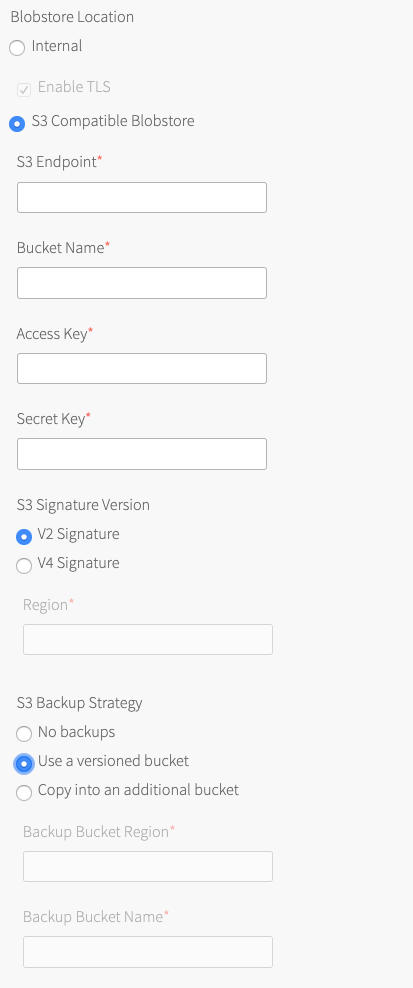 Blobstore Location
Internal
Enable TLS
S3 Compatible Blobstore
S3 Endpoint*
Bucket Name*
Access Key*
Secret Key*
S3 Signature Version
V2 Signature
V4 Signature
Region*
S3 Backup Strategy
No backups
Use a versioned bucket
Copy into an additional bucket
Backup Bucket Region*
Backup Bucket Name*